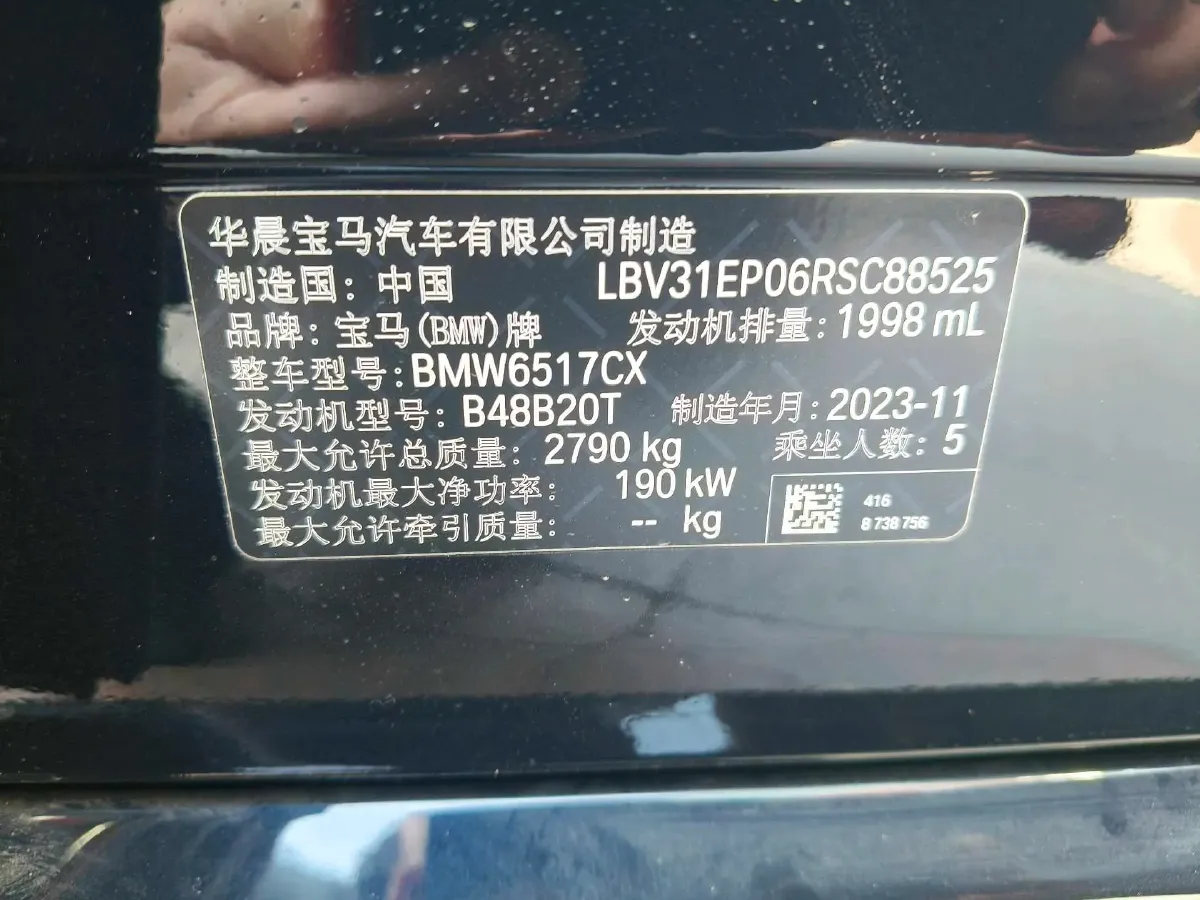 华晨宝马汽车有限公司制造
制造国：中国 LBV31EP06RSC88525
品牌：宝马(BMW)牌 发动机排量：1998 mL
整车型号：BMW6517CX
发动机型号：B48B20T 制造年月：2023-11
最大允许总质量：2790 kg 乘坐人数：5
发动机最大净功率：190 kW
最大允许牵引质量：-- kg
416
8 738 756